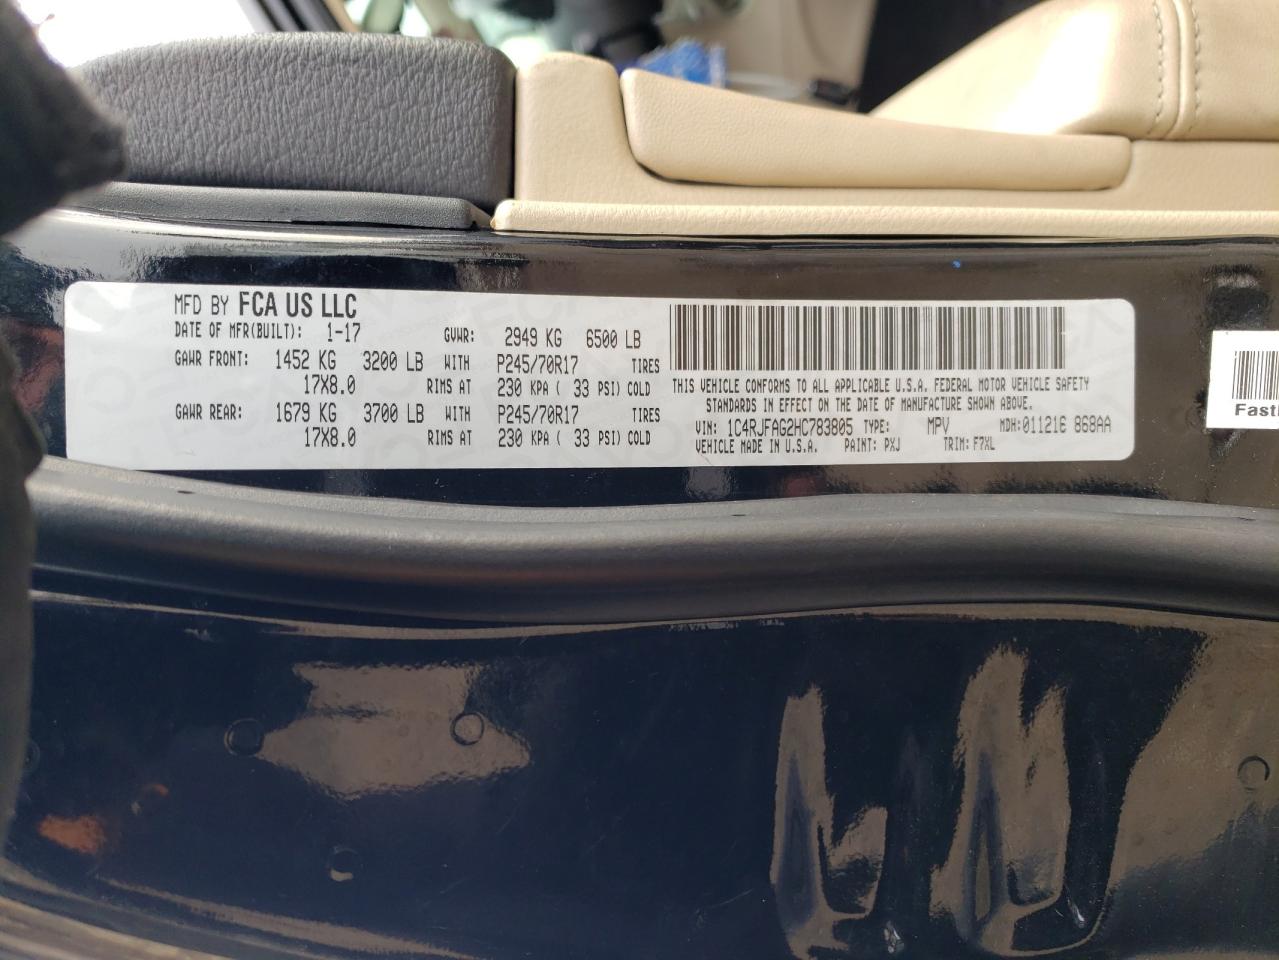 MFD BY FCA US LLC
DATE OF MFR(BUILT): 1-17 GVWR: 2949 KG 6500 LB
GAWR FRONT: 1452 KG 3200 LB WITH P245/70R17 TIRES
17X8.0 RIMS AT 230 KPA ( 33 PSI) COLD
GAWR REAR: 1679 KG 3700 LB WITH P245/70R17 TIRES
17X8.0 RIMS AT 230 KPA ( 33 PSI) COLD
THIS VEHICLE CONFORMS TO ALL APPLICABLE U.S.A. FEDERAL MOTOR VEHICLE SAFETY
STANDARDS IN EFFECT ON THE DATE OF MANUFACTURE SHOWN ABOVE.
VIN: 1C4RJFAG2HC783805 TYPE: MPV MDH:011216 868AA
VEHICLE MADE IN U.S.A. PAINT: PXJ TRIM: F7XL
Fasti